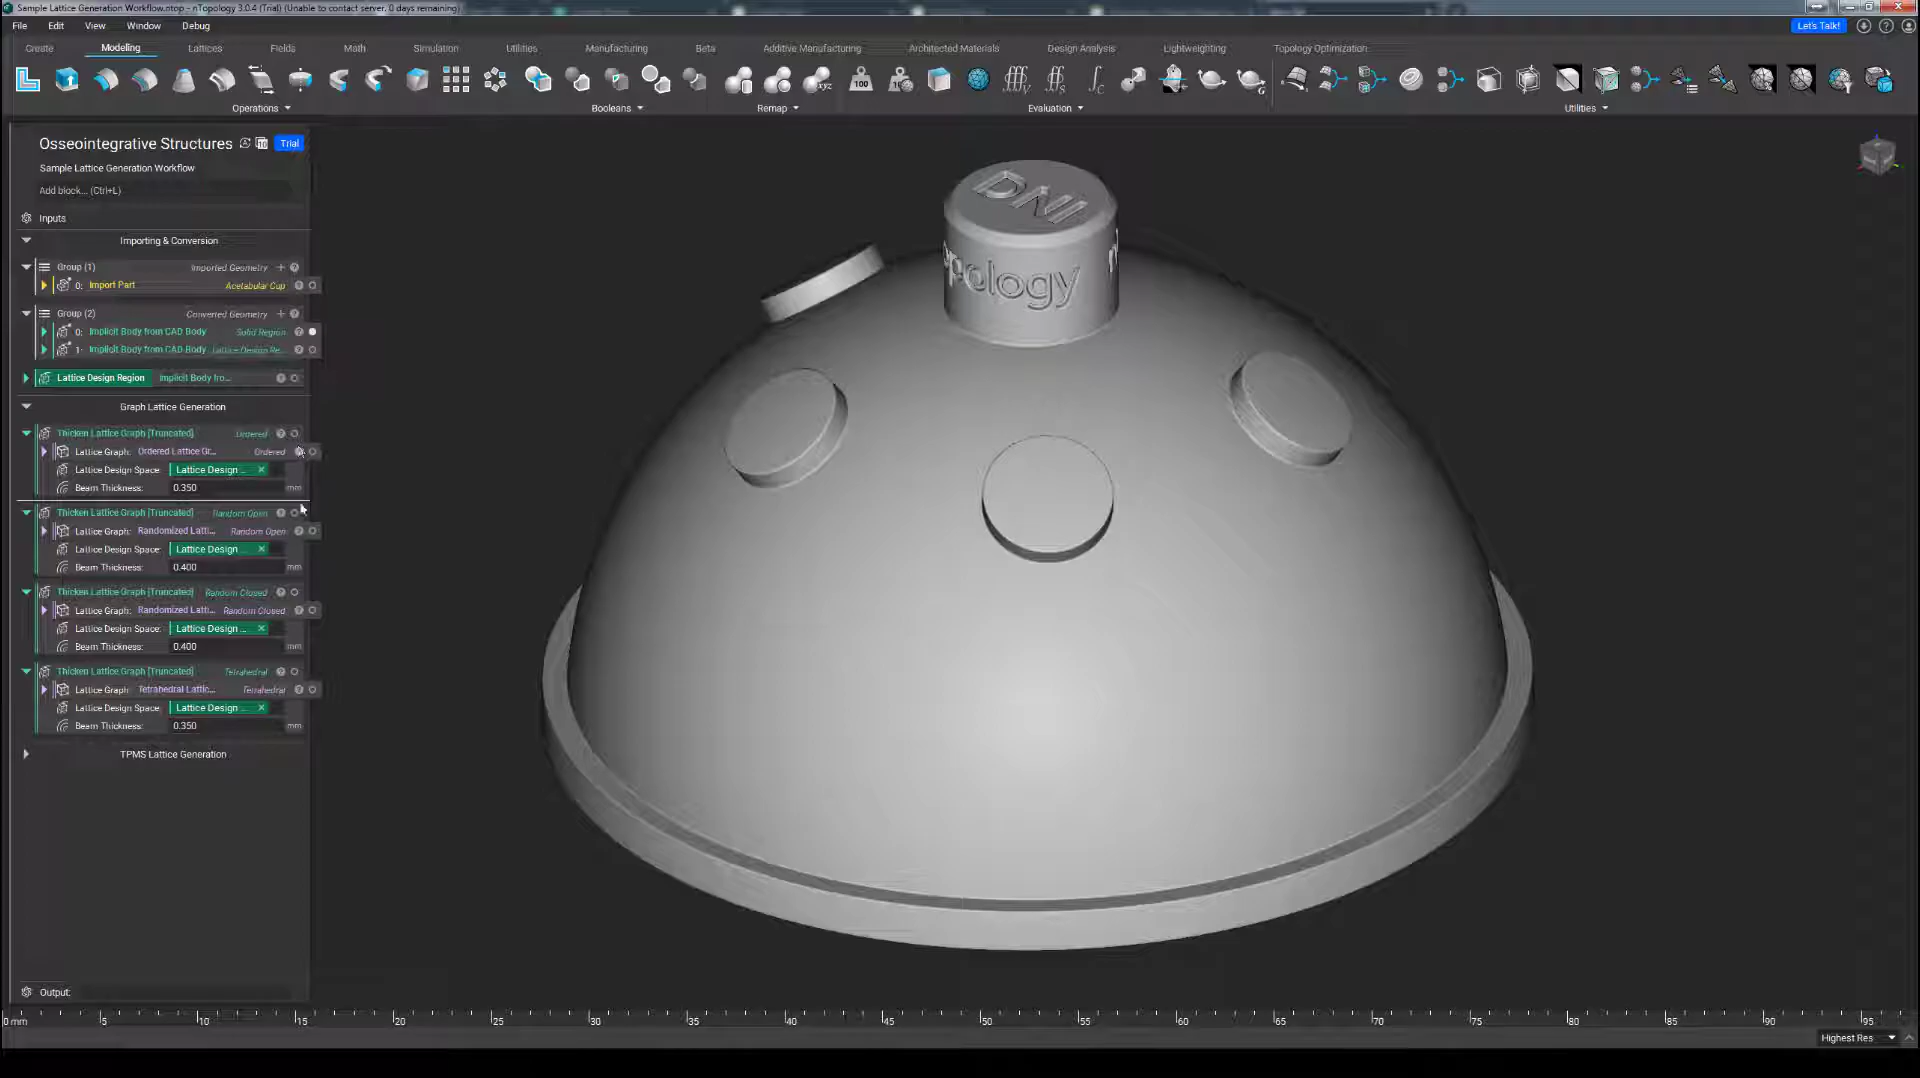 Sample Lattice Generation Workflow.ntop - nTopology 3.0.4 (Trial) (Unable to contact server, 0 days remaining)
File Edit View Window Debug Let's Talk!
Create Modeling Lattices Fields Math Simulation Utilities Manufacturing Beta Additive Manufacturing Architected Materials Design Analysis Lightweighting Topology Optimization
Operations Booleans Remap Evaluation Utilities
Osseointegrative Structures Trial
Sample Lattice Generation Workflow
Add block... (Ctrl+L)
Inputs
Importing & Conversion
Group (1) Imported Geometry
0: Import Part Acetabular Cup
Group (2) Converted Geometry
0: Implicit Body from CAD Body Solid Region
1: Implicit Body from CAD Body Lattice Design Re...
Lattice Design Region Implicit Body fro...
Graph Lattice Generation
Thicken Lattice Graph [Truncated] Ordered
Lattice Graph: Ordered Lattice Gr... Ordered
Lattice Design Space: Lattice Design ...
Beam Thickness: 0.350 mm
Thicken Lattice Graph [Truncated] Random Open
Lattice Graph: Randomized Latti... Random Open
Lattice Design Space: Lattice Design ...
Beam Thickness: 0.400 mm
Thicken Lattice Graph [Truncated] Random Closed
Lattice Graph: Randomized Latti... Random Closed
Lattice Design Space: Lattice Design ...
Beam Thickness: 0.400 mm
Thicken Lattice Graph [Truncated] Tetrahedral
Lattice Graph: Tetrahedral Lattic... Tetrahedral
Lattice Design Space: Lattice Design ...
Beam Thickness: 0.350 mm
TPMS Lattice Generation
Output:
DNI
pology
0 mm 5 10 15 20 25 30 35 40 45 50 55 60 65 70 75 80 85 90 95
Highest Res